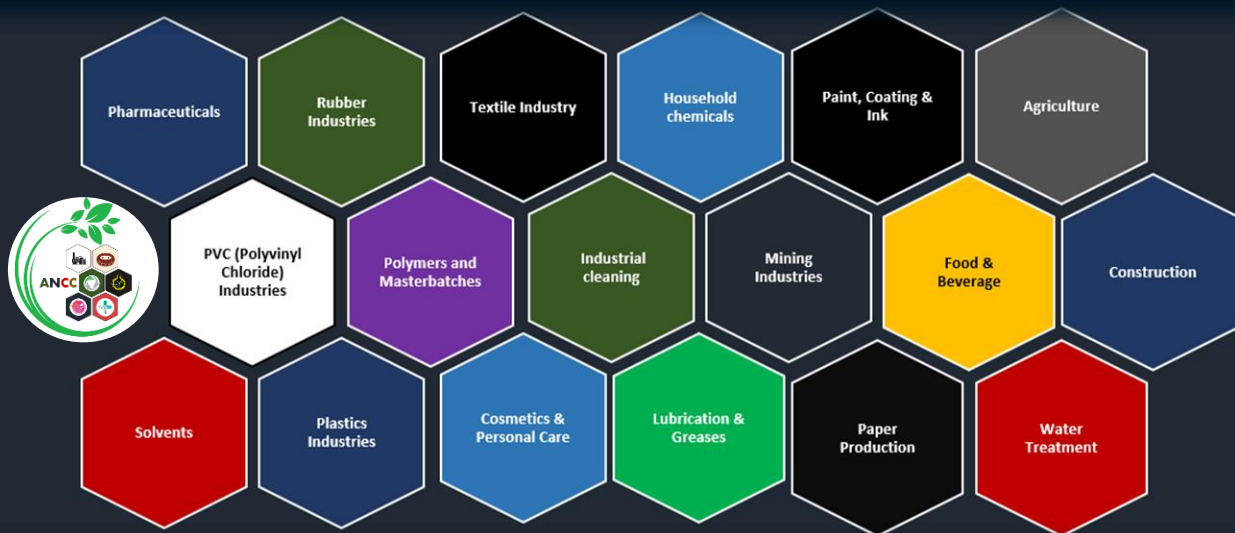 Pharmaceuticals
Rubber
Industries
Textile Industry
Household
chemicals
Paint, Coating &
Ink
Agriculture
ANCC
PVC (Polyvinyl
Chloride)
Industries
Polymers and
Masterbatches
Industrial
cleaning
Mining
Industries
Food &
Beverage
Construction
Solvents
Plastics
Industries
Cosmetics &
Personal Care
Lubrication &
Greases
Paper
Production
Water
Treatment